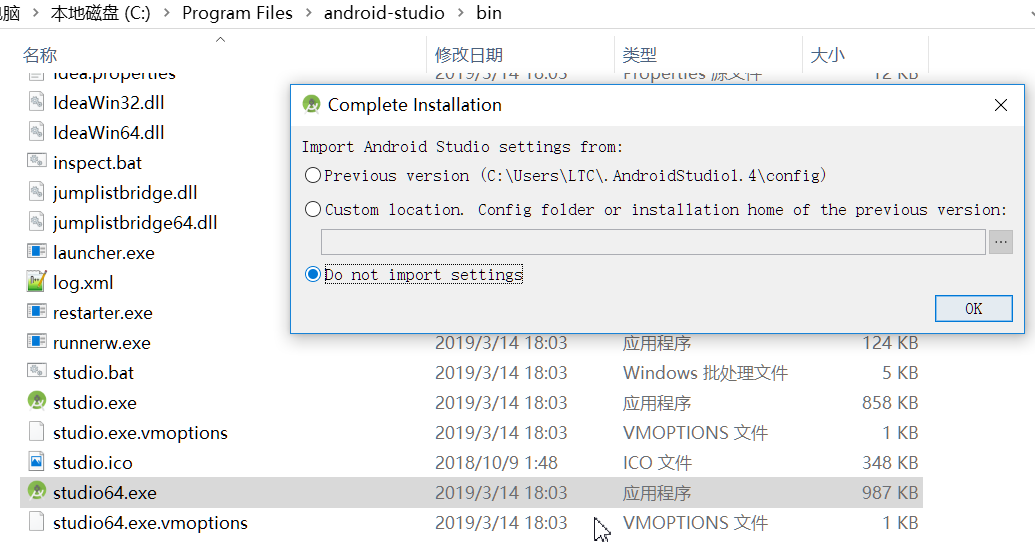 电脑 › 本地磁盘 (C:) › Program Files › android-studio › bin
名称 修改日期 类型 大小
idea.properties 2019/3/14 18:03 Properties 源文件 12 KB
IdeaWin32.dll
IdeaWin64.dll
inspect.bat
jumplistbridge.dll
jumplistbridge64.dll
launcher.exe
log.xml
restarter.exe
Complete Installation
Import Android Studio settings from:
Previous version (C:\Users\LTC\.AndroidStudio1.4\config)
Custom location. Config folder or installation home of the previous version:
...
Do not import settings
OK
runnerw.exe 2019/3/14 18:03 应用程序 124 KB
studio.bat 2019/3/14 18:03 Windows 批处理文件 5 KB
studio.exe 2019/3/14 18:03 应用程序 858 KB
studio.exe.vmoptions 2019/3/14 18:03 VMOPTIONS 文件 1 KB
studio.ico 2018/10/9 1:48 ICO 文件 348 KB
studio64.exe 2019/3/14 18:03 应用程序 987 KB
studio64.exe.vmoptions 2019/3/14 18:03 VMOPTIONS 文件 1 KB